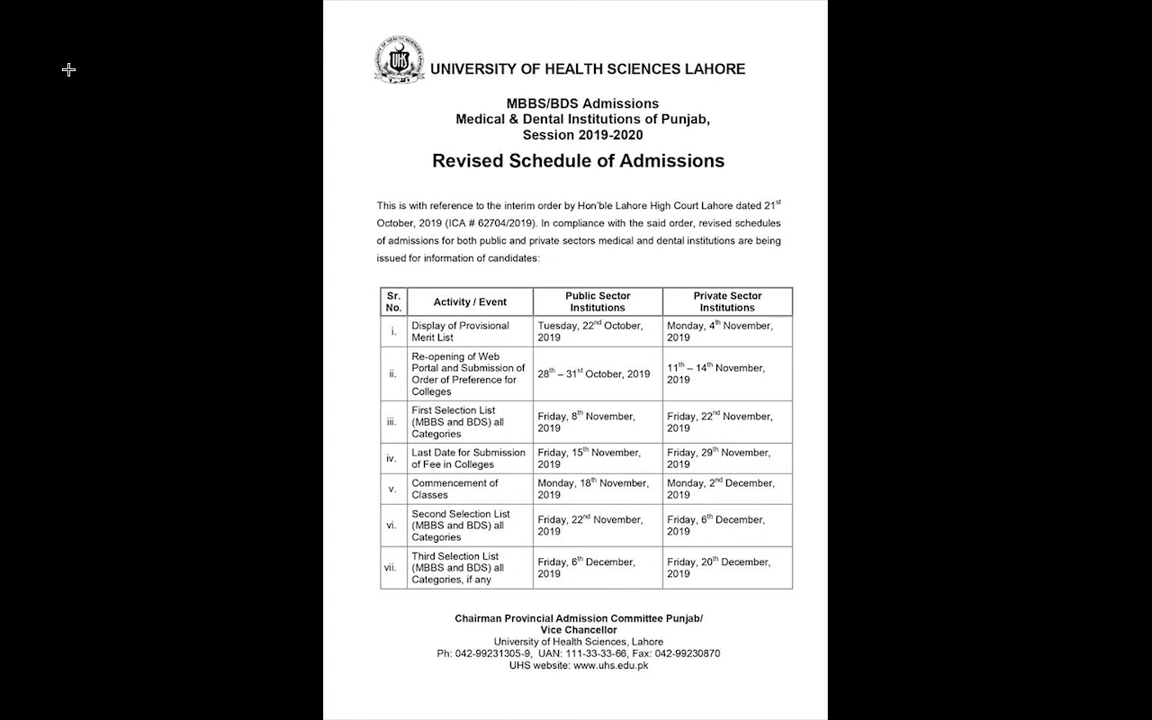 UHS
UNIVERSITY OF HEALTH SCIENCES LAHORE
MBBS/BDS Admissions
Medical & Dental Institutions of Punjab,
Session 2019-2020
Revised Schedule of Admissions
This is with reference to the interim order by Hon'ble Lahore High Court Lahore dated 21st
October, 2019 (ICA # 62704/2019). In compliance with the said order, revised schedules
of admissions for both public and private sectors medical and dental institutions are being
issued for information of candidates:
Sr. No.
Activity / Event
Public Sector Institutions
Private Sector Institutions
i.
Display of Provisional
Merit List
Tuesday, 22nd October,
2019
Monday, 4th November,
2019
ii.
Re-opening of Web
Portal and Submission of
Order of Preference for
Colleges
28th – 31st October, 2019
11th – 14th November,
2019
iii.
First Selection List
(MBBS and BDS) all
Categories
Friday, 8th November,
2019
Friday, 22nd November,
2019
iv.
Last Date for Submission
of Fee in Colleges
Friday, 15th November,
2019
Friday, 29th November,
2019
v.
Commencement of
Classes
Monday, 18th November,
2019
Monday, 2nd December,
2019
vi.
Second Selection List
(MBBS and BDS) all
Categories
Friday, 22nd November,
2019
Friday, 6th December,
2019
vii.
Third Selection List
(MBBS and BDS) all
Categories, if any
Friday, 6th December,
2019
Friday, 20th December,
2019
Chairman Provincial Admission Committee Punjab/
Vice Chancellor
University of Health Sciences, Lahore
Ph: 042-99231305-9, UAN: 111-33-33-66, Fax: 042-99230870
UHS website: www.uhs.edu.pk